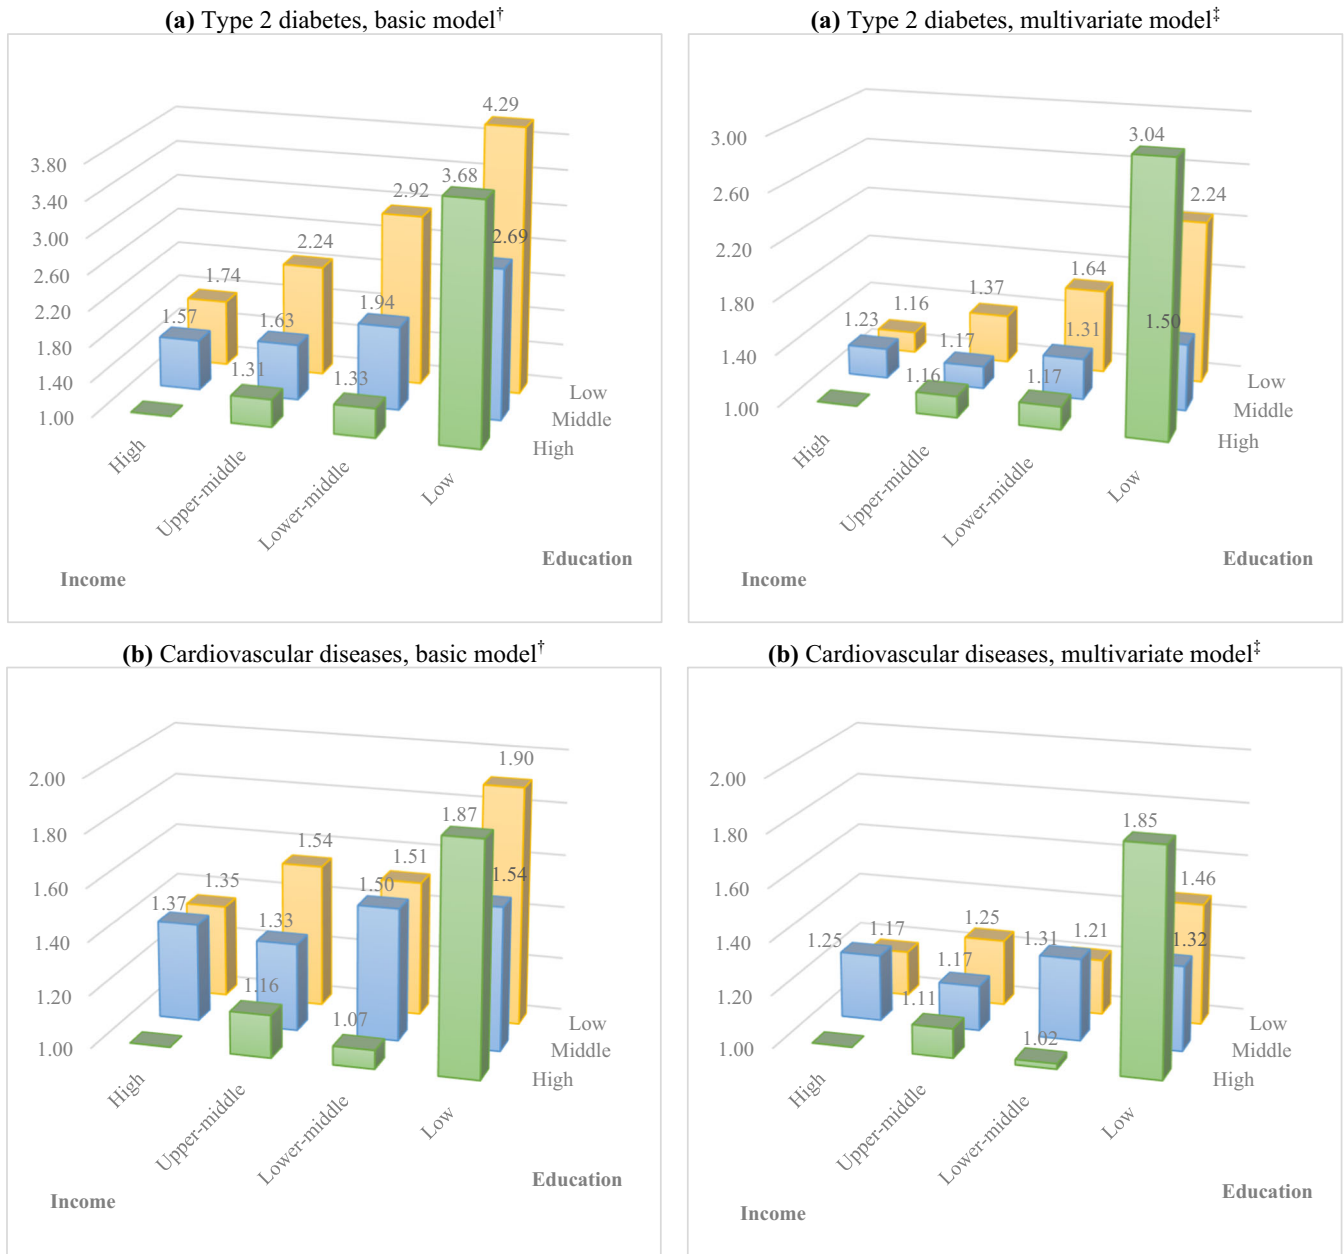 (a) Type 2 diabetes, basic model†
4.29
3.80
3.68
3.40
2.92
3.00
2.69
2.60
2.24
2.20
1.74
1.94
1.57
1.63
1.80
1.31
1.33
1.40
1.00
Low
Middle
High
High
Upper-middle
Lower-middle
Low
Education
Income
(a) Type 2 diabetes, multivariate model‡
3.00
3.04
2.60
2.24
2.20
1.80
1.64
1.37
1.16
1.23
1.17
1.31
1.50
1.40
1.16
1.17
1.00
Low
Middle
High
High
Upper-middle
Lower-middle
Low
Education
Income
(b) Cardiovascular diseases, basic model†
2.00
1.90
1.87
1.80
1.54
1.51
1.60
1.35
1.37
1.33
1.50
1.54
1.40
1.16
1.07
1.20
1.00
Low
Middle
High
High
Upper-middle
Lower-middle
Low
Education
Income
(b) Cardiovascular diseases, multivariate model‡
2.00
1.80
1.85
1.60
1.46
1.25
1.17
1.25
1.31
1.21
1.32
1.40
1.17
1.11
1.02
1.20
1.00
Low
Middle
High
High
Upper-middle
Lower-middle
Low
Education
Income